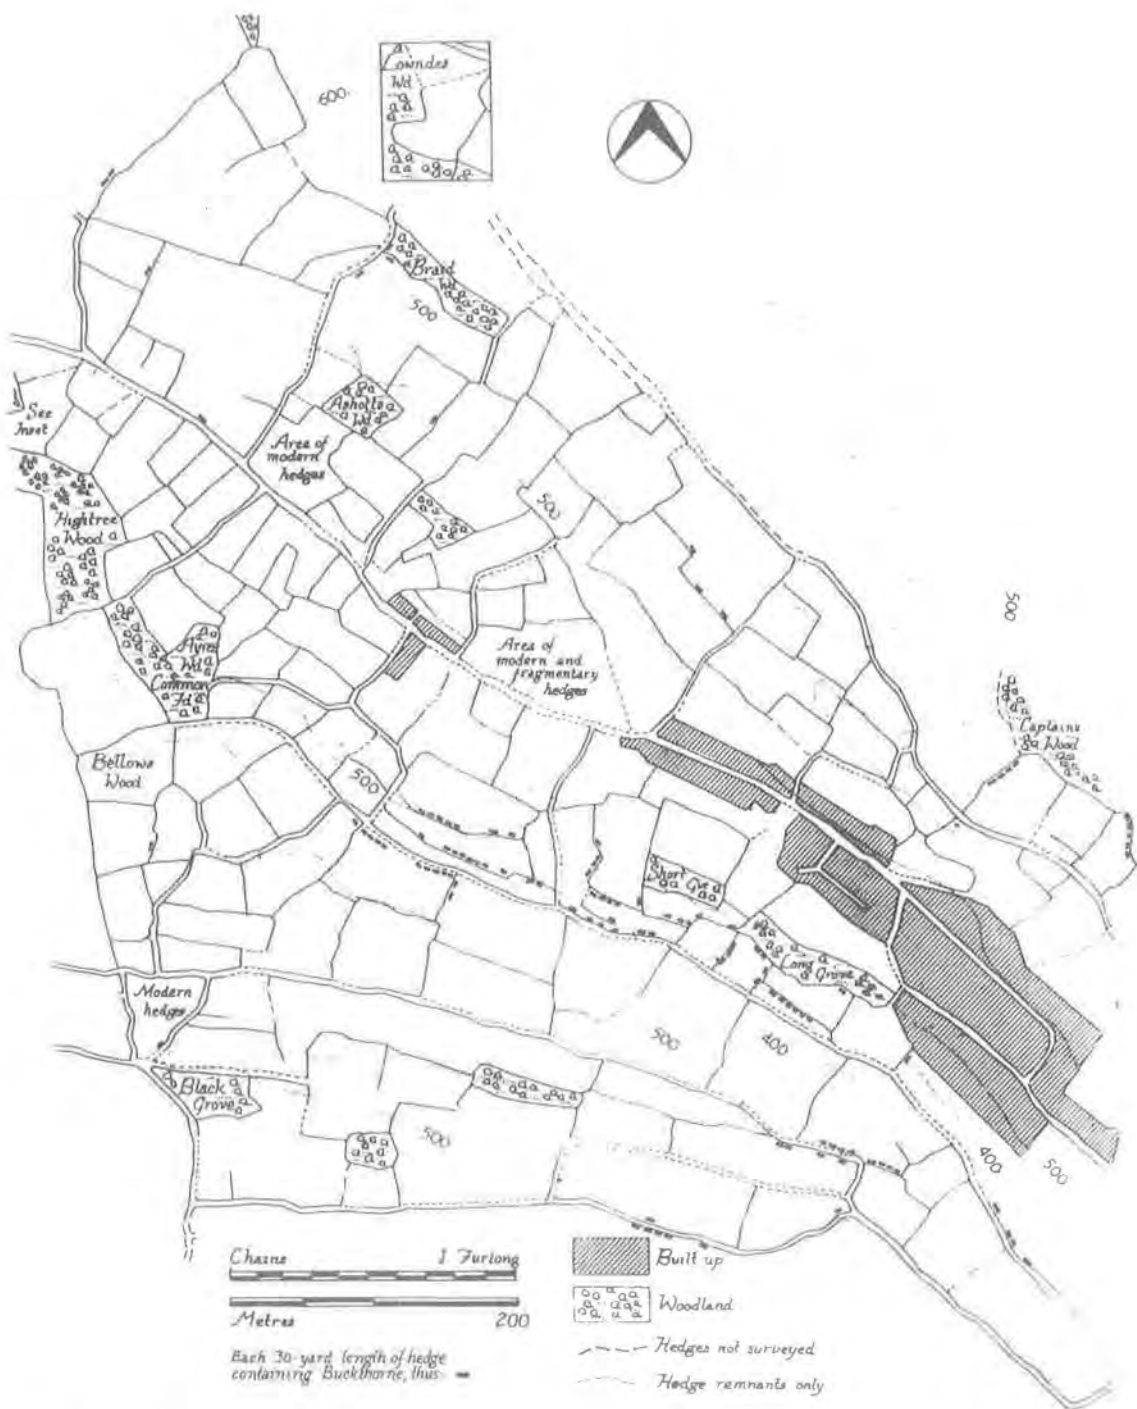 Lowndes
Wd
600
Braid
Wd
500
See
Inset
Ashotts
Wd
Area of
modern
hedges
500
Hightree
Wood
500
Area of
modern and
fragmentary
hedges
Ayres
Wd
Common
Captains
Wood
Bellows
Wood
500
Short Gve
Long
Grove
Modern
hedges
500
400
Black
Grove
500
400
500
Chains 1 Furlong
Metres 200
Each 30-yard length of hedge
containing Buckthorne, thus
Built up
Woodland
Hedges not surveyed
Hedge remnants only